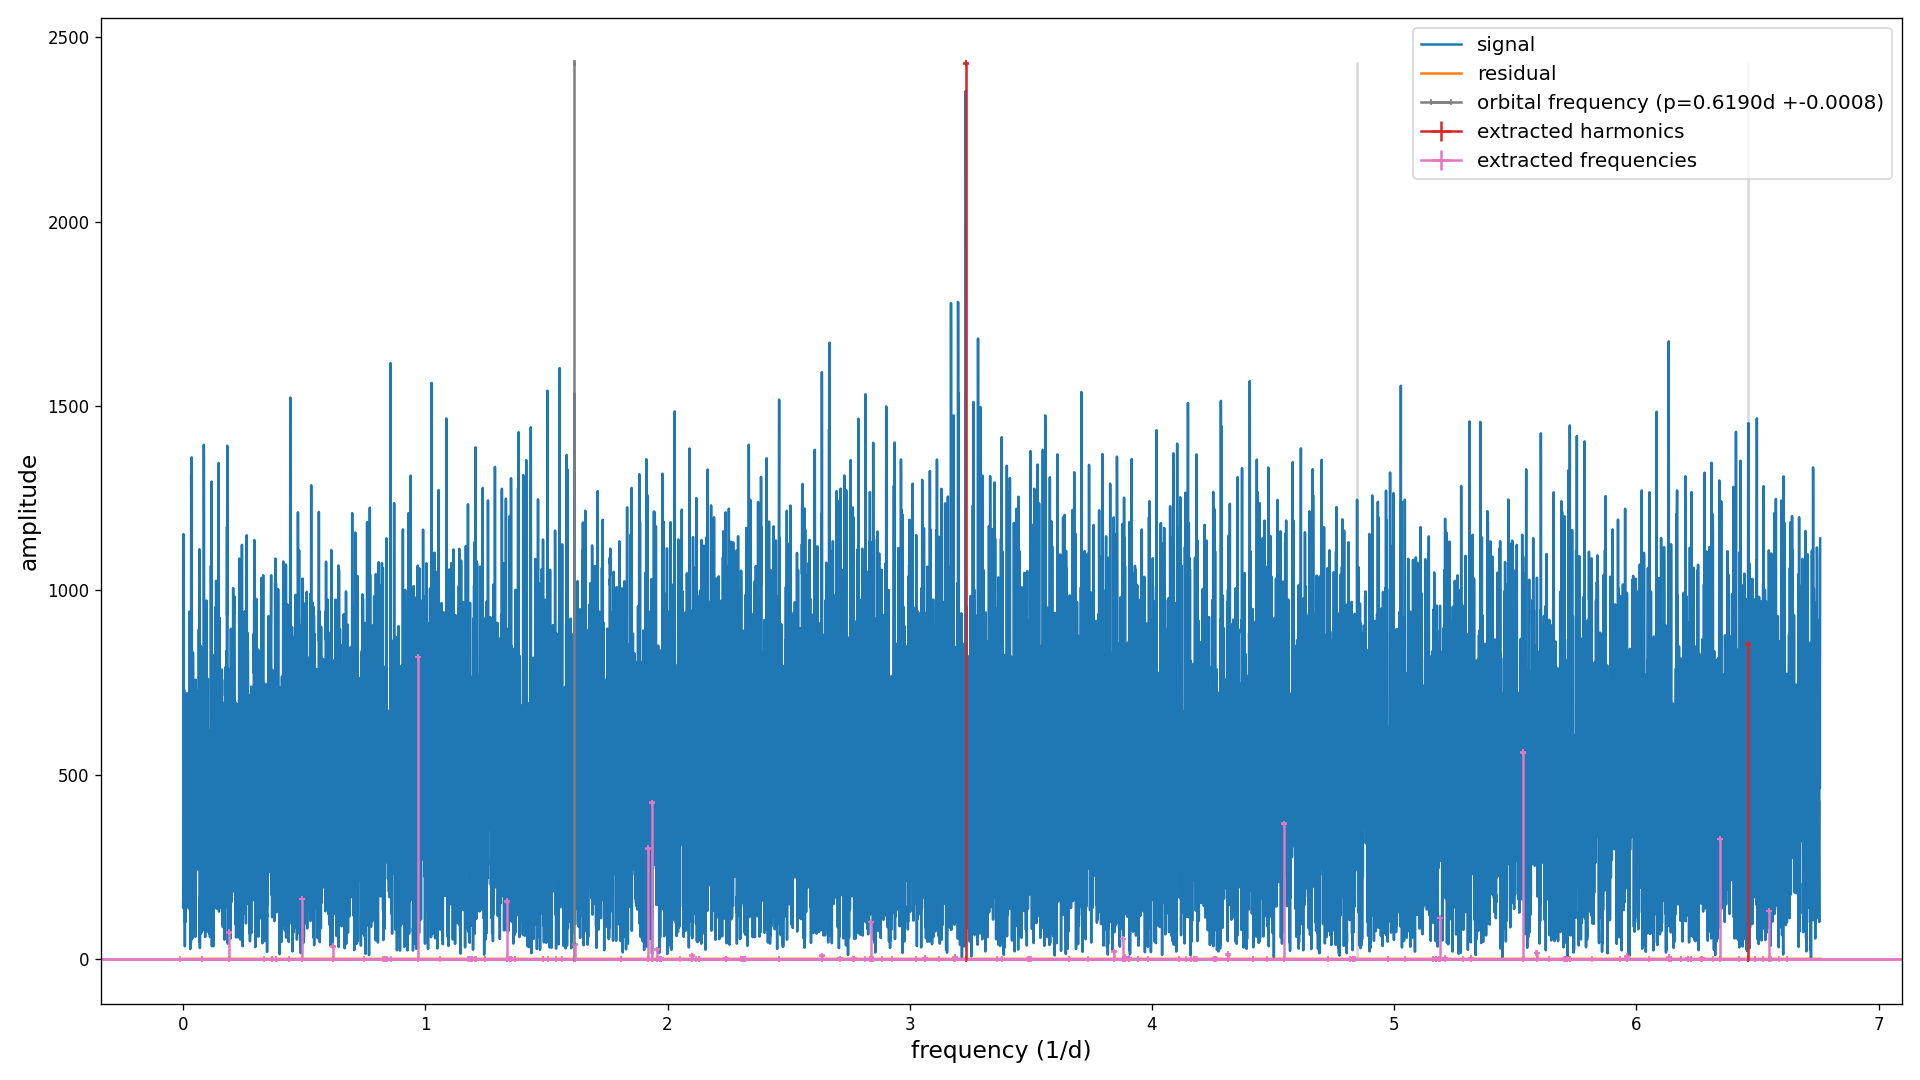 2500
2000
1500
1000
500
0
amplitude
signal
residual
orbital frequency (p=0.6190d +-0.0008)
extracted harmonics
extracted frequencies
0 1 2 3 4 5 6 7
frequency (1/d)